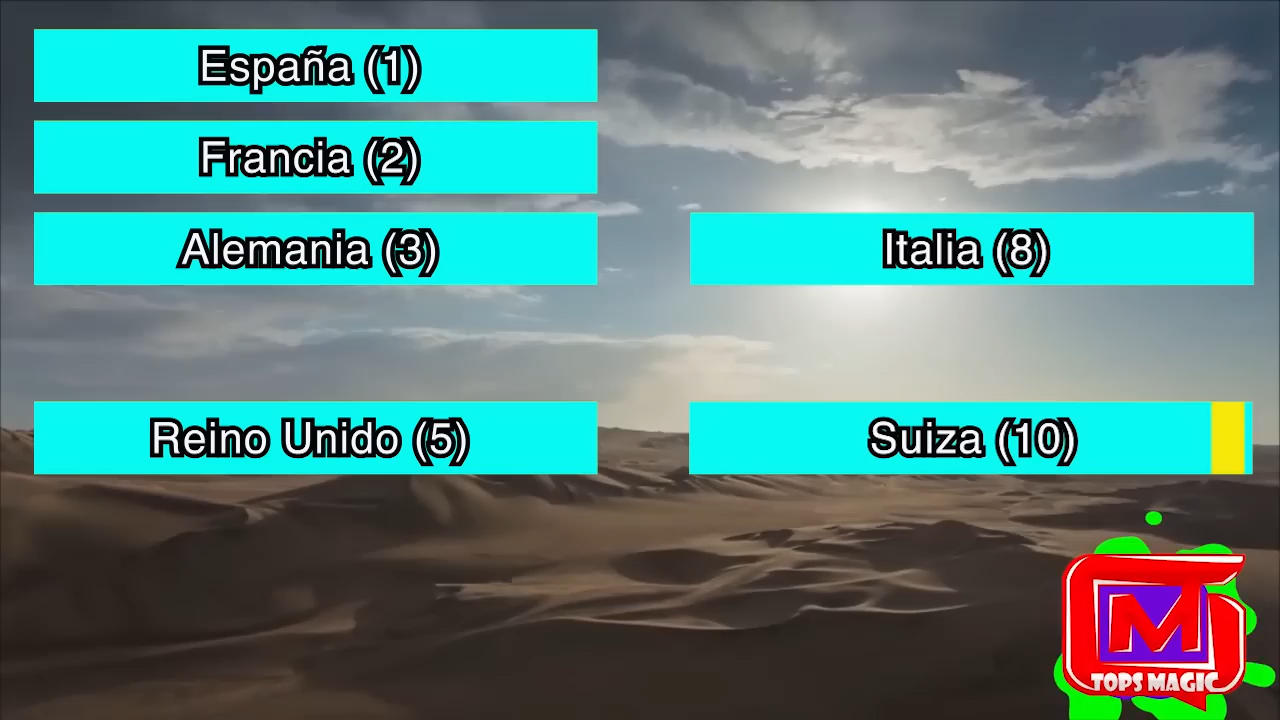 España (1)
Francia (2)
Alemania (3)
Reino Unido (5)
Italia (8)
Suiza (10)
M
TOPS MAGIC